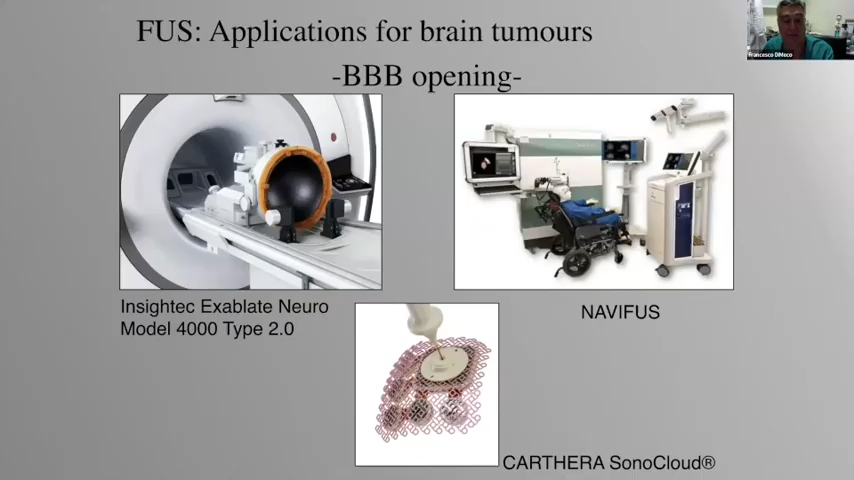 FUS: Applications for brain tumours
-BBB opening-
Francesco DiMeco
Insightec Exablate Neuro
Model 4000 Type 2.0
NAVIFUS
CARTHERA SonoCloud®